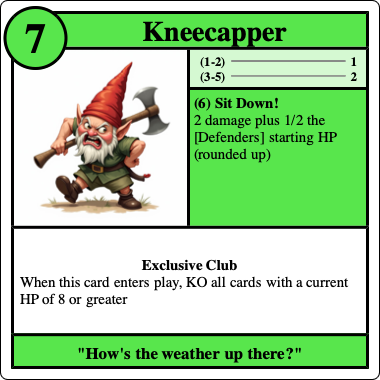 7
Kneecapper
(1-2) 1
(3-5) 2
(6) Sit Down!
2 damage plus 1/2 the
[Defenders] starting HP
(rounded up)
Exclusive Club
When this card enters play, KO all cards with a current
HP of 8 or greater
"How's the weather up there?"